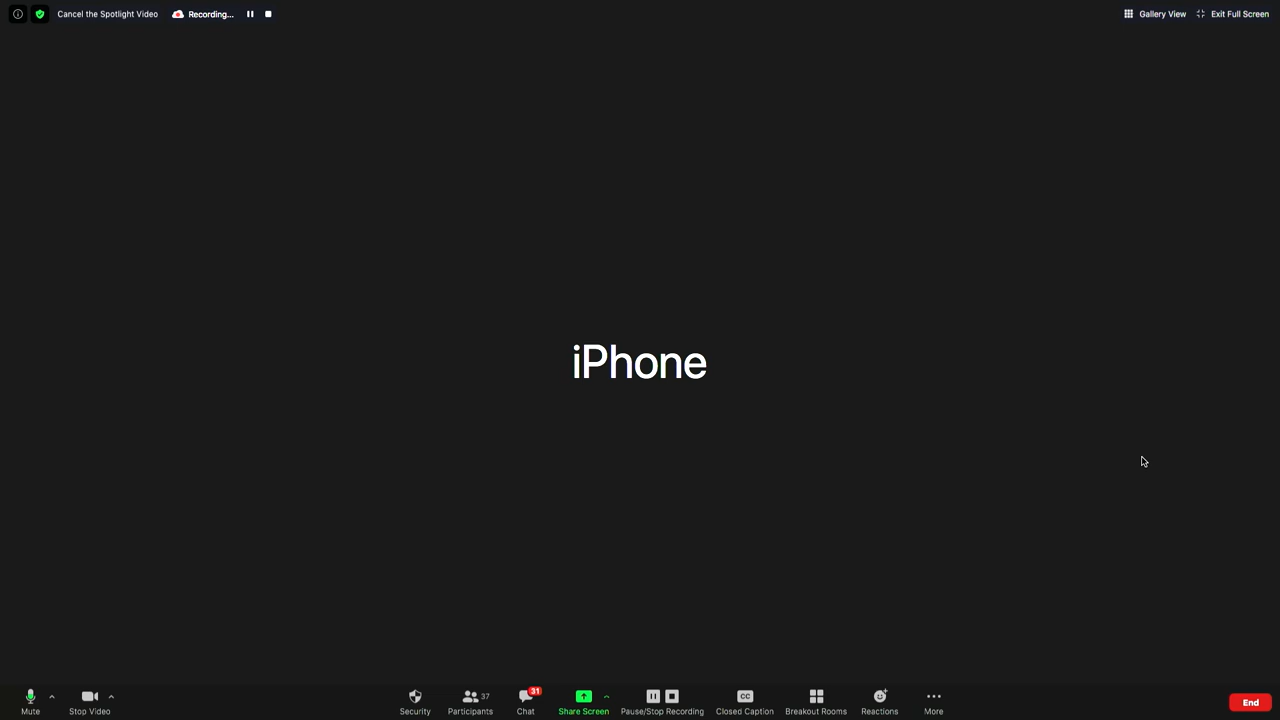 Cancel the Spotlight Video
Recording...
Gallery View
Exit Full Screen
iPhone
Mute
Stop Video
Security
Participants
37
Chat
31
Share Screen
Pause/Stop Recording
CC
Closed Caption
Breakout Rooms
Reactions
More
End